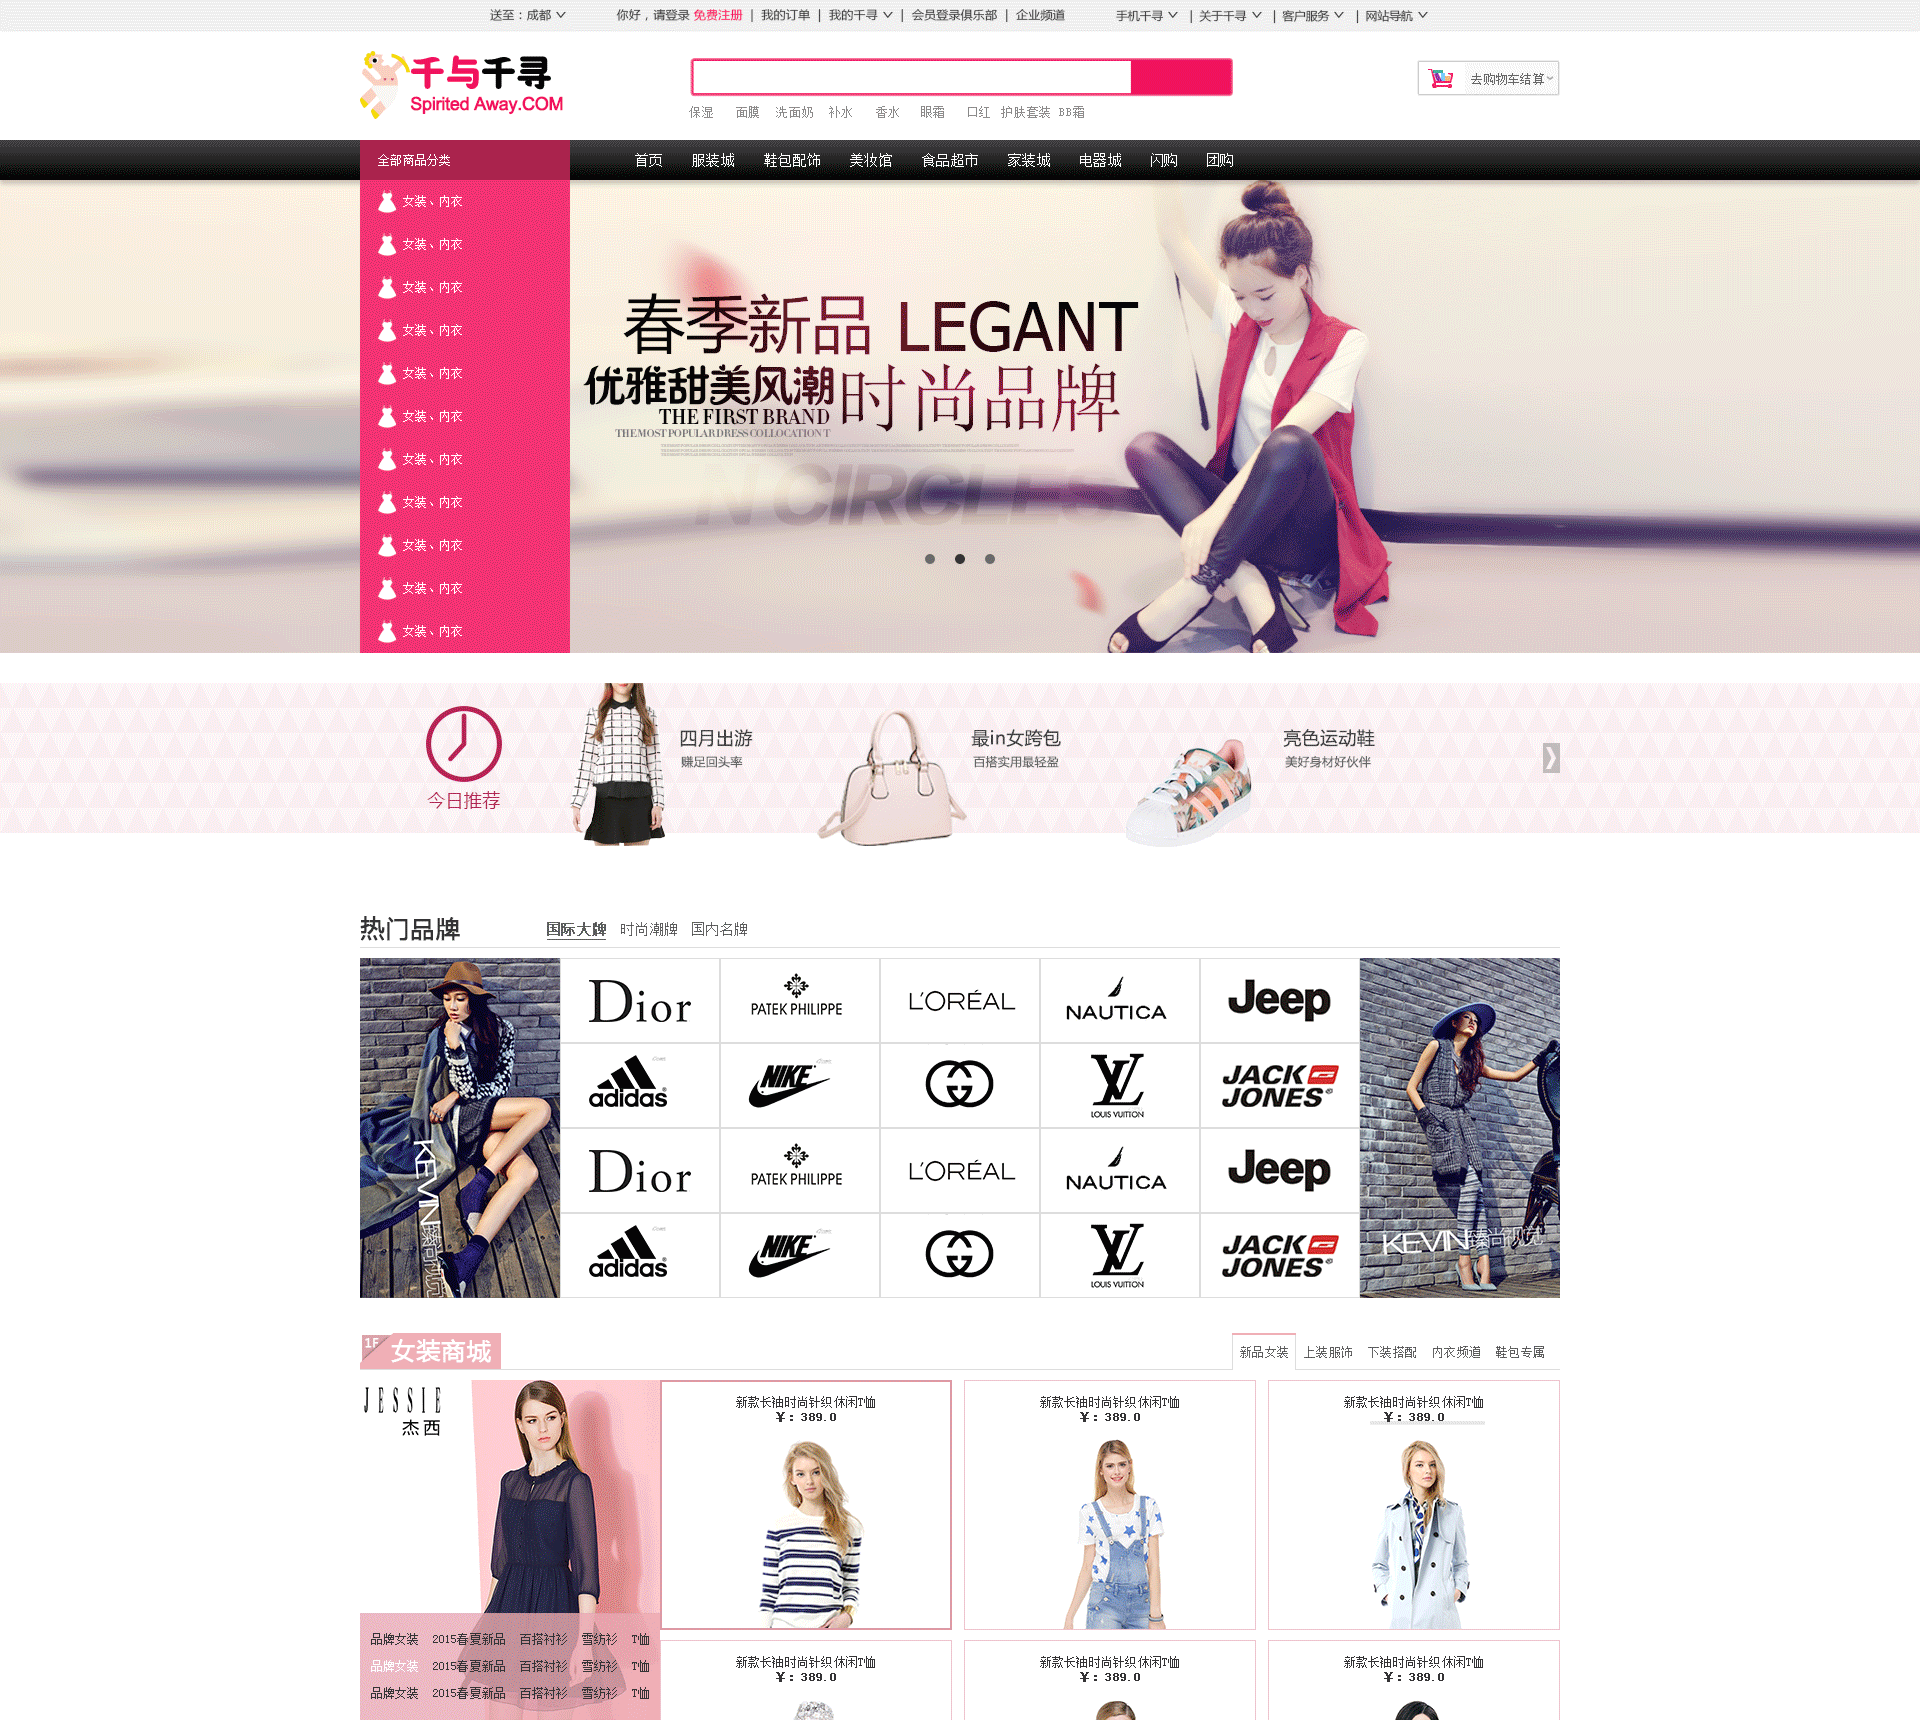 送至：成都
你好，请登录 免费注册 | 我的订单 | 我的千寻 | 会员登录俱乐部 | 企业频道
手机千寻 | 关于千寻 | 客户服务 | 网站导航
千与千寻
Spirited Away.COM
去购物车结算
保湿 面膜 洗面奶 补水 香水 眼霜 口红 护肤套装 BB霜
全部商品分类
首页 服装城 鞋包配饰 美妆馆 食品超市 家装城 电器城 闪购 团购
女装、内衣
女装、内衣
女装、内衣
女装、内衣
女装、内衣
女装、内衣
女装、内衣
女装、内衣
女装、内衣
女装、内衣
女装、内衣
春季新品 LEGANT
优雅甜美风潮 时尚品牌
THE FIRST BRAND
THE MOST POPULAR DRESS COLLOCATION T
N CIRCLES
今日推荐
四月出游
赚足回头率
最in女跨包
百搭实用最轻盈
亮色运动鞋
美好身材好伙伴
热门品牌
国际大牌 时尚潮牌 国内名牌
Dior PATEK PHILIPPE L'ORÉAL NAUTICA Jeep
adidas NIKE LOUIS VUITTON JACK JONES
Dior PATEK PHILIPPE L'ORÉAL NAUTICA Jeep
adidas NIKE LOUIS VUITTON JACK JONES
KEVIN臻尚视觉
KEVIN臻尚视觉
1F 女装商城
新品女装 上装服饰 下装搭配 内衣频道 鞋包专属
JESSIE
杰西
新款长袖时尚针织休闲T恤
¥：389.0
新款长袖时尚针织休闲T恤
¥：389.0
新款长袖时尚针织休闲T恤
¥：389.0
品牌女装 2015春夏新品 百搭衬衫 雪纺衫 T恤
品牌女装 2015春夏新品 百搭衬衫 雪纺衫 T恤
品牌女装 2015春夏新品 百搭衬衫 雪纺衫 T恤
新款长袖时尚针织休闲T恤
¥：389.0
新款长袖时尚针织休闲T恤
¥：389.0
新款长袖时尚针织休闲T恤
¥：389.0